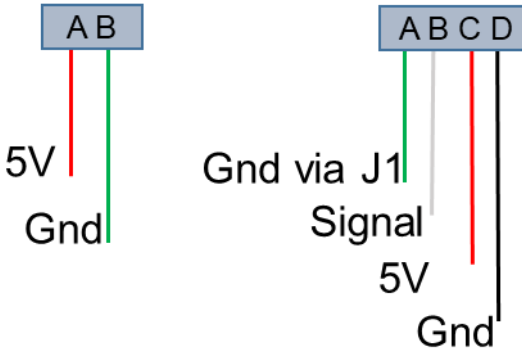 A B
5V
Gnd
A B C D
Gnd via J1
Signal
5V
Gnd